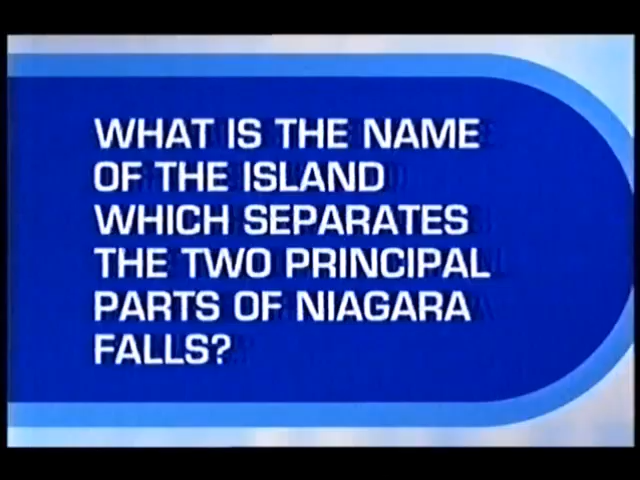 WHAT IS THE NAME
OF THE ISLAND
WHICH SEPARATES
THE TWO PRINCIPAL
PARTS OF NIAGARA
FALLS?